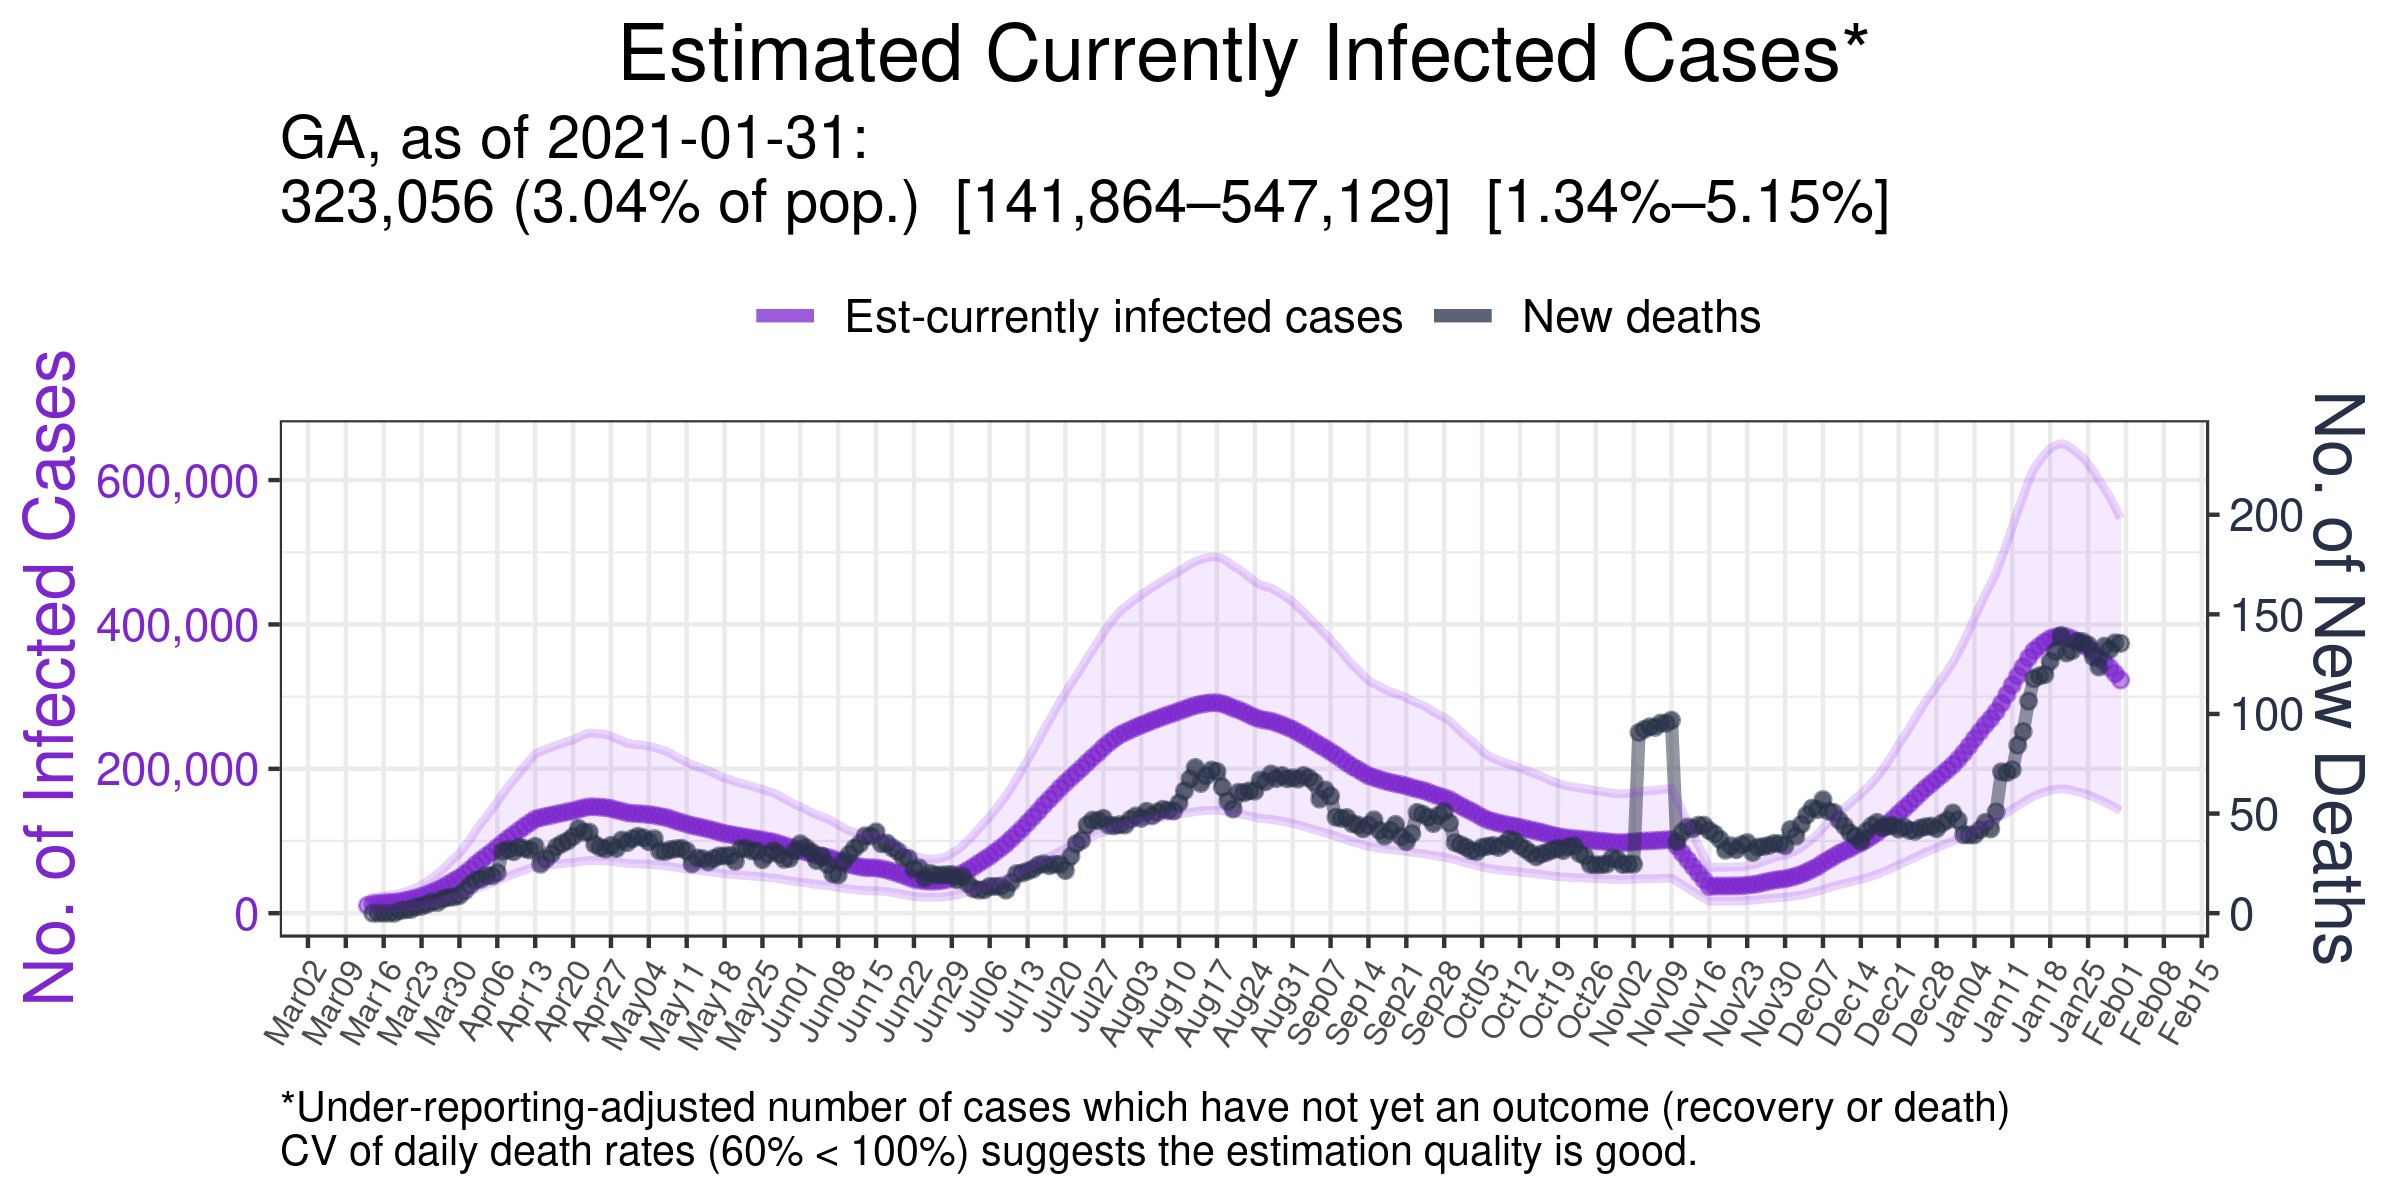 Estimated Currently Infected Cases*
GA, as of 2021-01-31:
323,056 (3.04% of pop.)  [141,864–547,129]  [1.34%–5.15%]
Est-currently infected cases New deaths
No. of Infected Cases
600,000
400,000
200,000
0
200
150
100
50
0
No. of New Deaths
Mar02 Mar09 Mar16 Mar23 Mar30 Apr06 Apr13 Apr20 Apr27 May04 May11 May18 May25 Jun01 Jun08 Jun15 Jun22 Jun29 Jul06 Jul13 Jul20 Jul27 Aug03 Aug10 Aug17 Aug24 Aug31 Sep07 Sep14 Sep21 Sep28 Oct05 Oct12 Oct19 Oct26 Nov02 Nov09 Nov16 Nov23 Nov30 Dec07 Dec14 Dec21 Dec28 Jan04 Jan11 Jan18 Jan25 Feb01 Feb08 Feb15
*Under-reporting-adjusted number of cases which have not yet an outcome (recovery or death)
CV of daily death rates (60% < 100%) suggests the estimation quality is good.